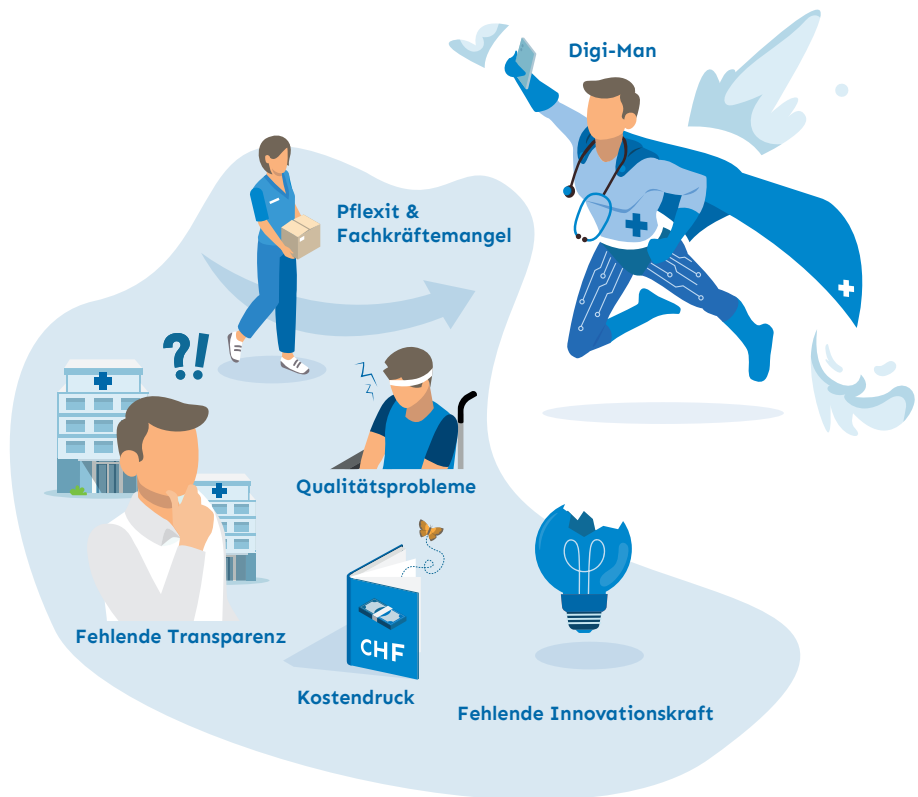 Digi-Man
Pflexit &
Fachkräftemangel
?!
Qualitätsprobleme
Fehlende Transparenz
CHF
Kostendruck
Fehlende Innovationskraft